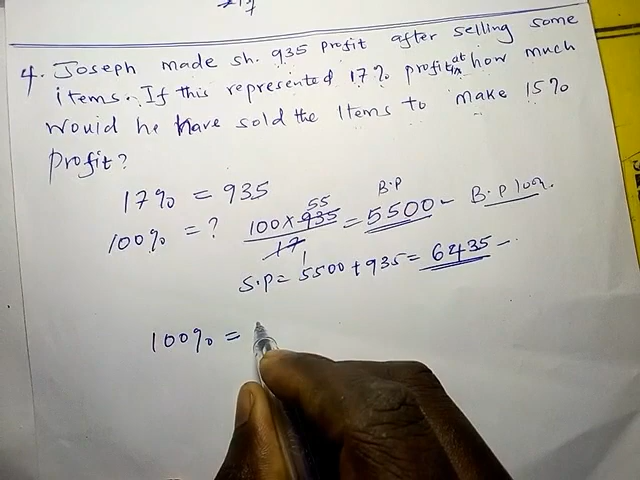 4. Joseph made sh. 935 profit after selling some
items. If this represented 17% profit, at how much
would he have sold the Items to make 15%
profit?
17% = 935
100% = ? 100 x 935 55 / 17 1 = 5500 B.P - B.P 100%.
S.P = 5500 + 935 = 6435 -
100% =